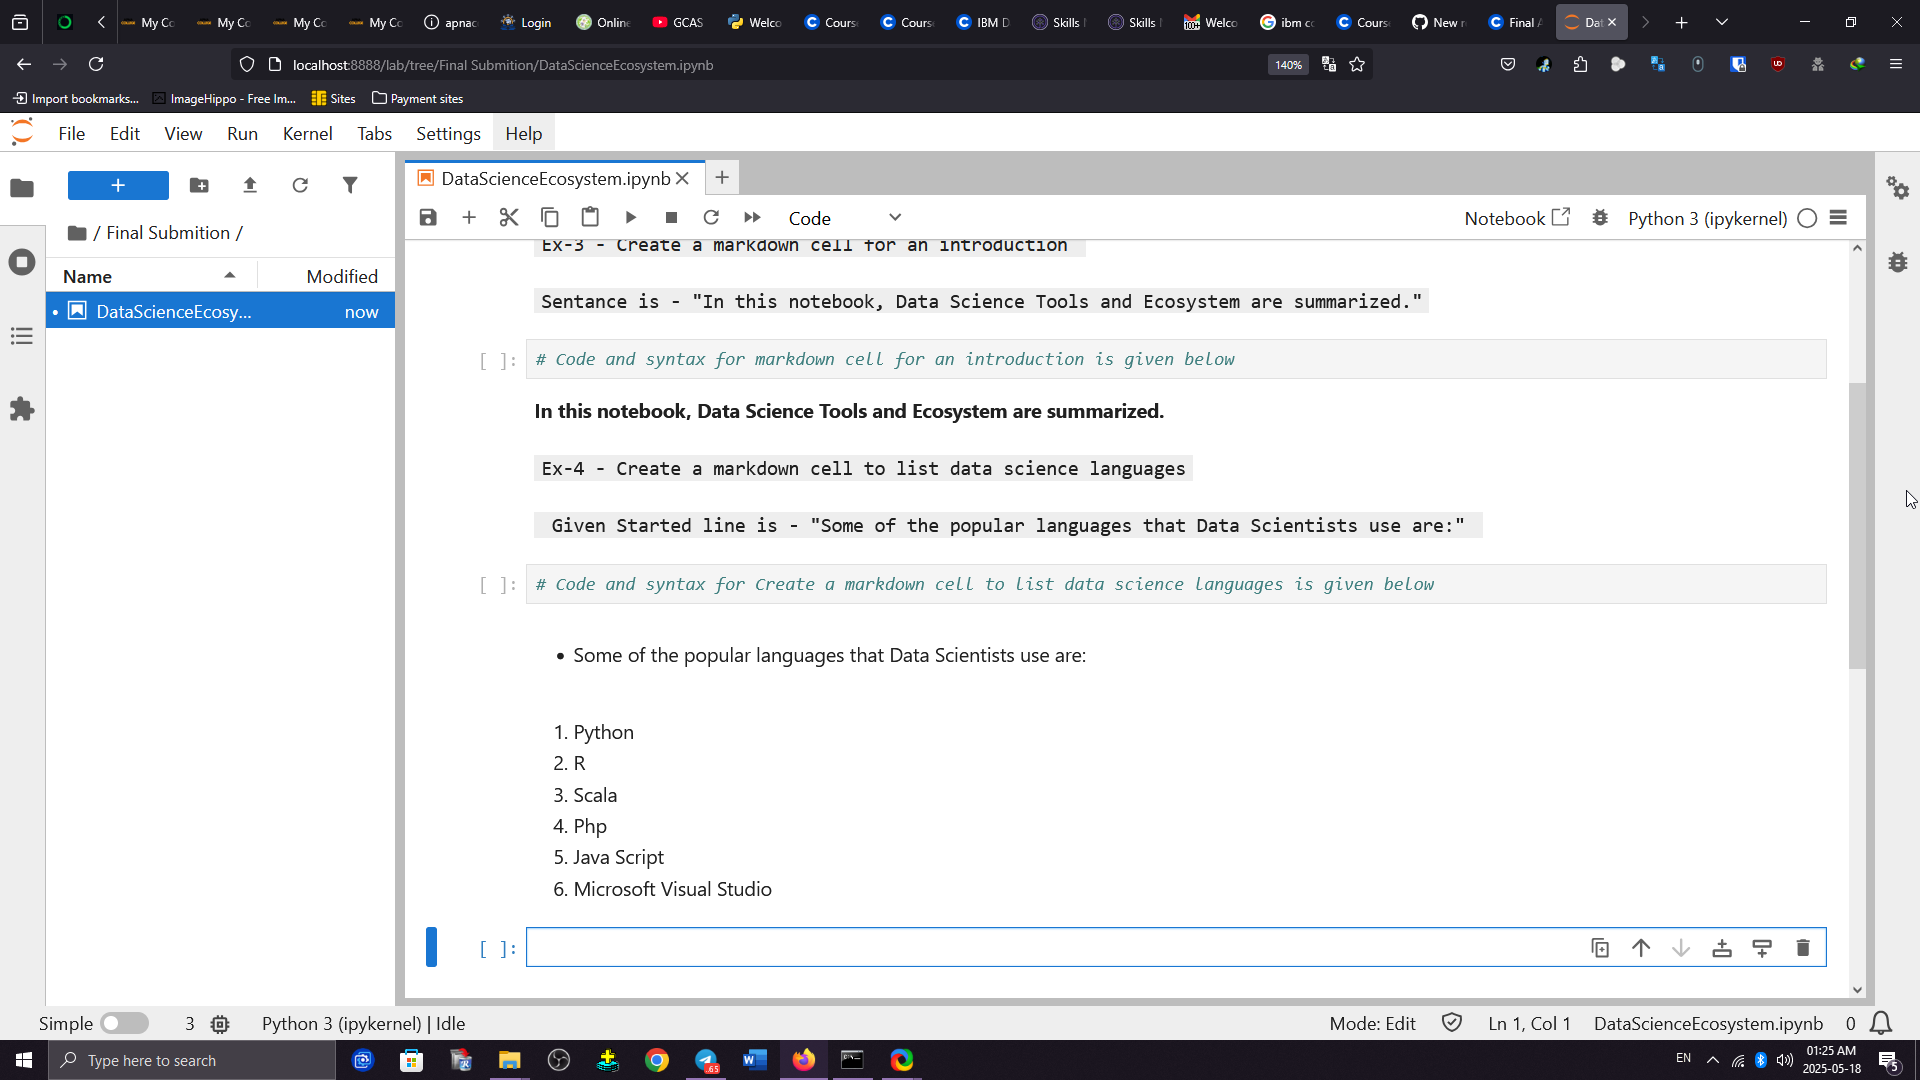 My Co
My Co
My Co
My Co
apnac
Login
Online
GCAS
Welco
Cours
Cours
IBM D
Skills
Skills
Welco
ibm co
Cours
New r
Final A
Dat
localhost:8888/lab/tree/Final Submition/DataScienceEcosystem.ipynb
140%
Import bookmarks...
ImageHippo - Free Im...
Sites
Payment sites
File Edit View Run Kernel Tabs Settings Help
DataScienceEcosystem.ipynb
/ Final Submition /
Name Modified
DataScienceEcosy... now
Code
Notebook
Python 3 (ipykernel)
Ex-3 - Create a markdown cell for an introduction
Sentance is - "In this notebook, Data Science Tools and Ecosystem are summarized."
[ ]: # Code and syntax for markdown cell for an introduction is given below
In this notebook, Data Science Tools and Ecosystem are summarized.
Ex-4 - Create a markdown cell to list data science languages
Given Started line is - "Some of the popular languages that Data Scientists use are:"
[ ]: # Code and syntax for Create a markdown cell to list data science languages is given below
• Some of the popular languages that Data Scientists use are:
1. Python
2. R
3. Scala
4. Php
5. Java Script
6. Microsoft Visual Studio
[ ]:
Simple 3 Python 3 (ipykernel) | Idle
Mode: Edit Ln 1, Col 1 DataScienceEcosystem.ipynb 0
Type here to search
EN
01:25 AM
2025-05-18
5